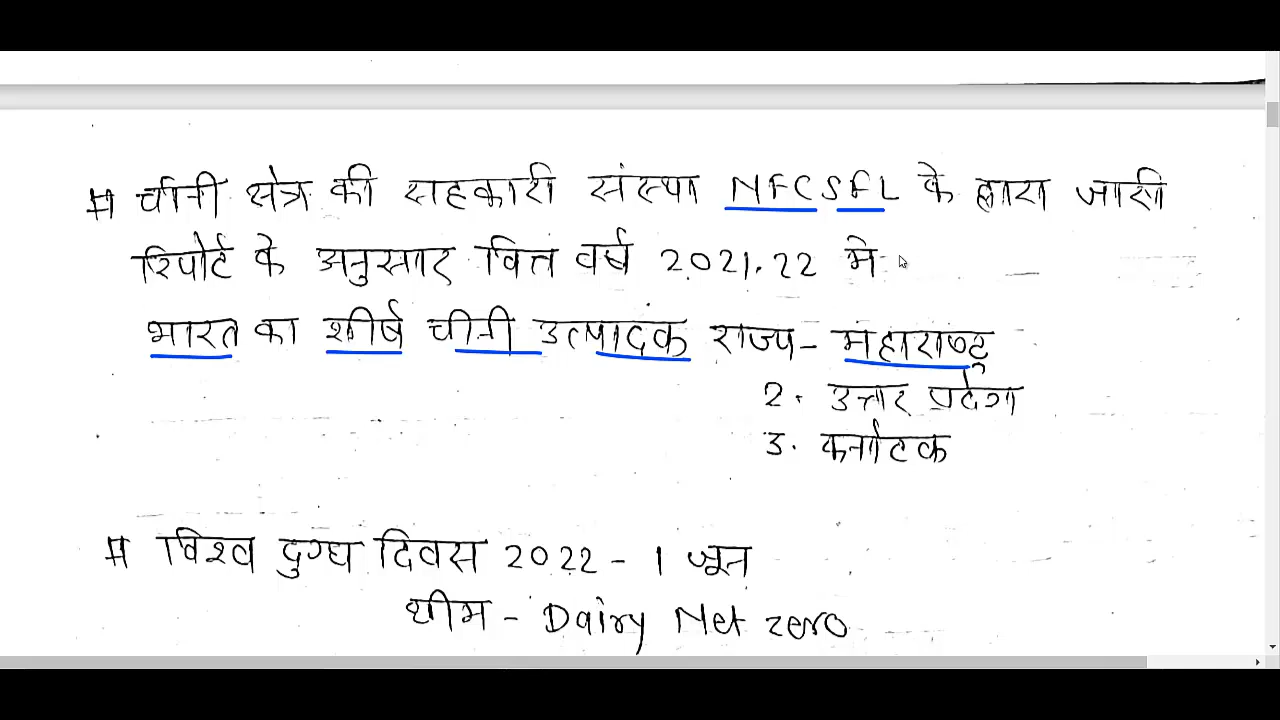 # चीनी क्षेत्र की सहकारी संस्था NFCSFL के द्वारा जारी
रिपोर्ट के अनुसार वित्त वर्ष 2021.22 मे
भारत का शीर्ष चीनी उत्पादक राज्य - महाराष्ट्र
2. उत्तर प्रदेश
3. कर्नाटक
# विश्व दुग्ध दिवस 2022 - 1 जून
थीम - Dairy Net zero